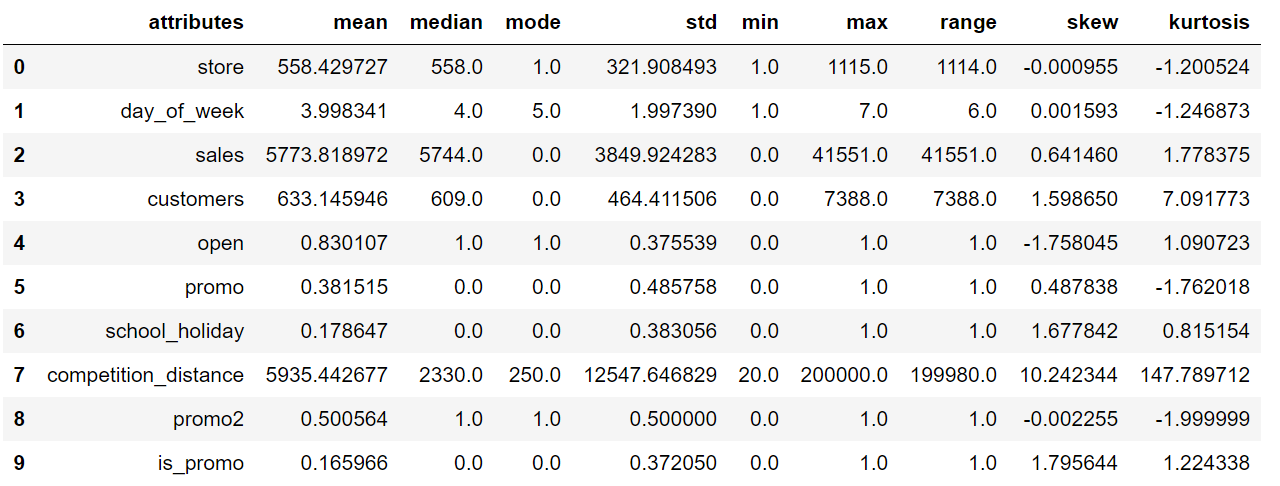 attributes mean median mode std min max range skew kurtosis
0 store 558.429727 558.0 1.0 321.908493 1.0 1115.0 1114.0 -0.000955 -1.200524
1 day_of_week 3.998341 4.0 5.0 1.997390 1.0 7.0 6.0 0.001593 -1.246873
2 sales 5773.818972 5744.0 0.0 3849.924283 0.0 41551.0 41551.0 0.641460 1.778375
3 customers 633.145946 609.0 0.0 464.411506 0.0 7388.0 7388.0 1.598650 7.091773
4 open 0.830107 1.0 1.0 0.375539 0.0 1.0 1.0 -1.758045 1.090723
5 promo 0.381515 0.0 0.0 0.485758 0.0 1.0 1.0 0.487838 -1.762018
6 school_holiday 0.178647 0.0 0.0 0.383056 0.0 1.0 1.0 1.677842 0.815154
7 competition_distance 5935.442677 2330.0 250.0 12547.646829 20.0 200000.0 199980.0 10.242344 147.789712
8 promo2 0.500564 1.0 1.0 0.500000 0.0 1.0 1.0 -0.002255 -1.999999
9 is_promo 0.165966 0.0 0.0 0.372050 0.0 1.0 1.0 1.795644 1.224338